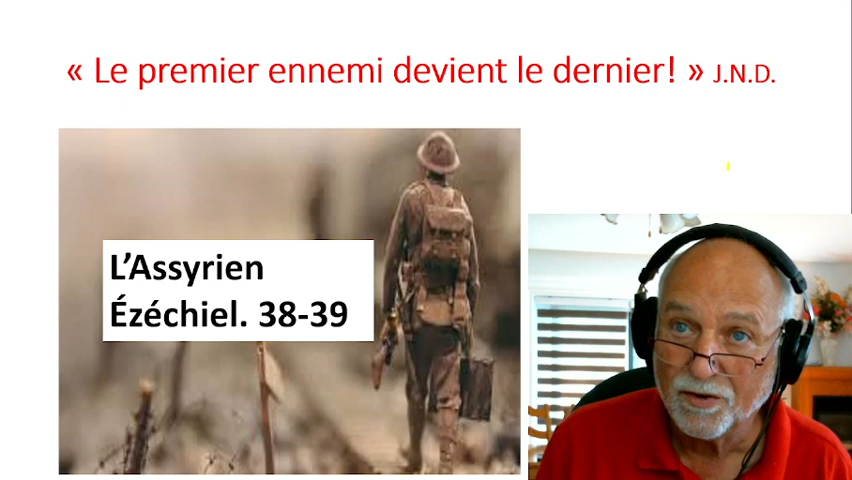 « Le premier ennemi devient le dernier! » J.N.D.
L’Assyrien
Ézéchiel. 38-39